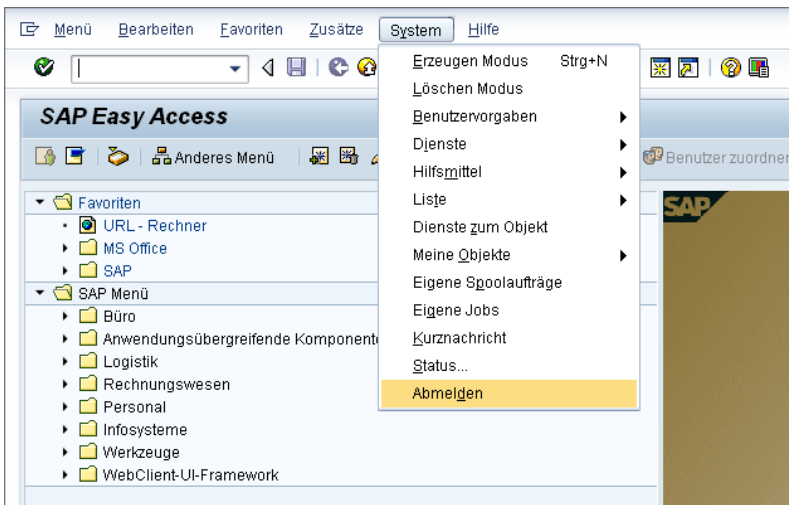 Menü Bearbeiten Favoriten Zusätze System Hilfe
Erzeugen Modus Strg+N
Löschen Modus
Benutzervorgaben
Dienste
Hilfsmittel
Liste
Dienste zum Objekt
Meine Objekte
Eigene Spoolaufträge
Eigene Jobs
Kurznachricht
Status...
Abmelden
SAP Easy Access
Anderes Menü
Benutzer zuordnen
Favoriten
URL - Rechner
MS Office
SAP
SAP Menü
Büro
Anwendungsübergreifende Komponente
Logistik
Rechnungswesen
Personal
Infosysteme
Werkzeuge
WebClient-UI-Framework
SAP